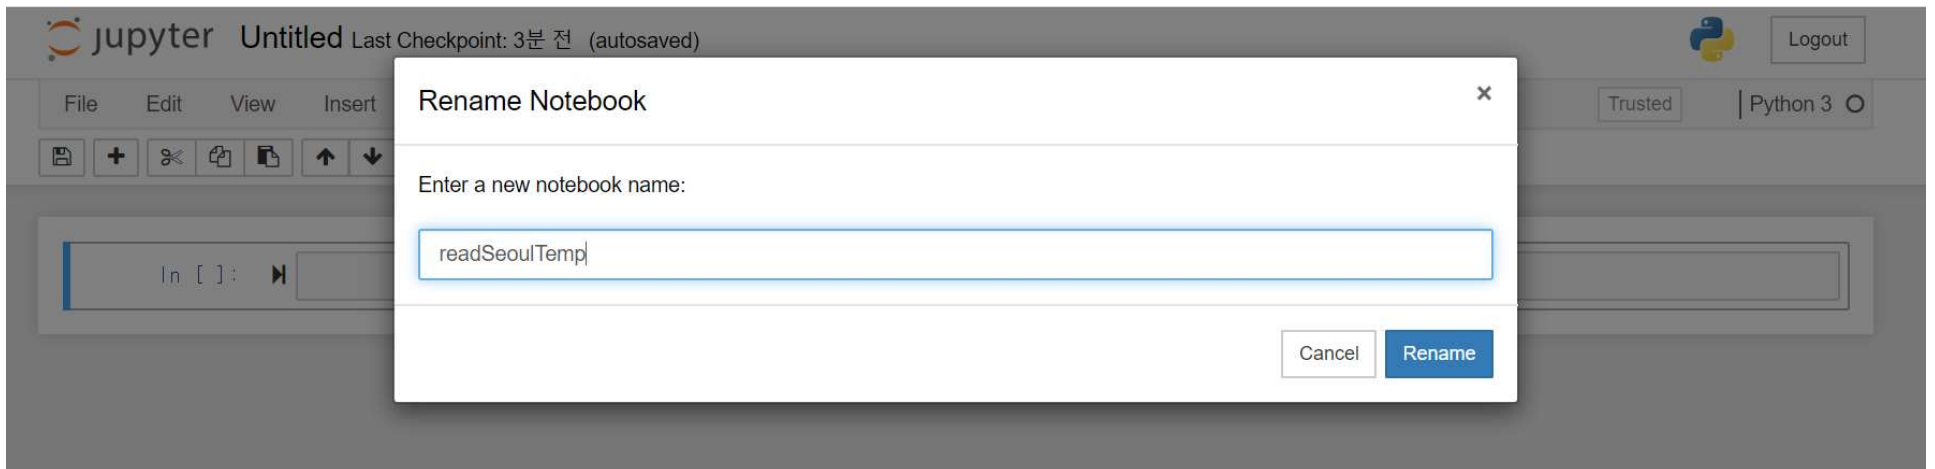 jupyter Untitled Last Checkpoint: 3분 전 (autosaved) Logout
File Edit View Insert Trusted Python 3
Rename Notebook ×
Enter a new notebook name:
readSeoulTemp
In [ ]:
Cancel Rename